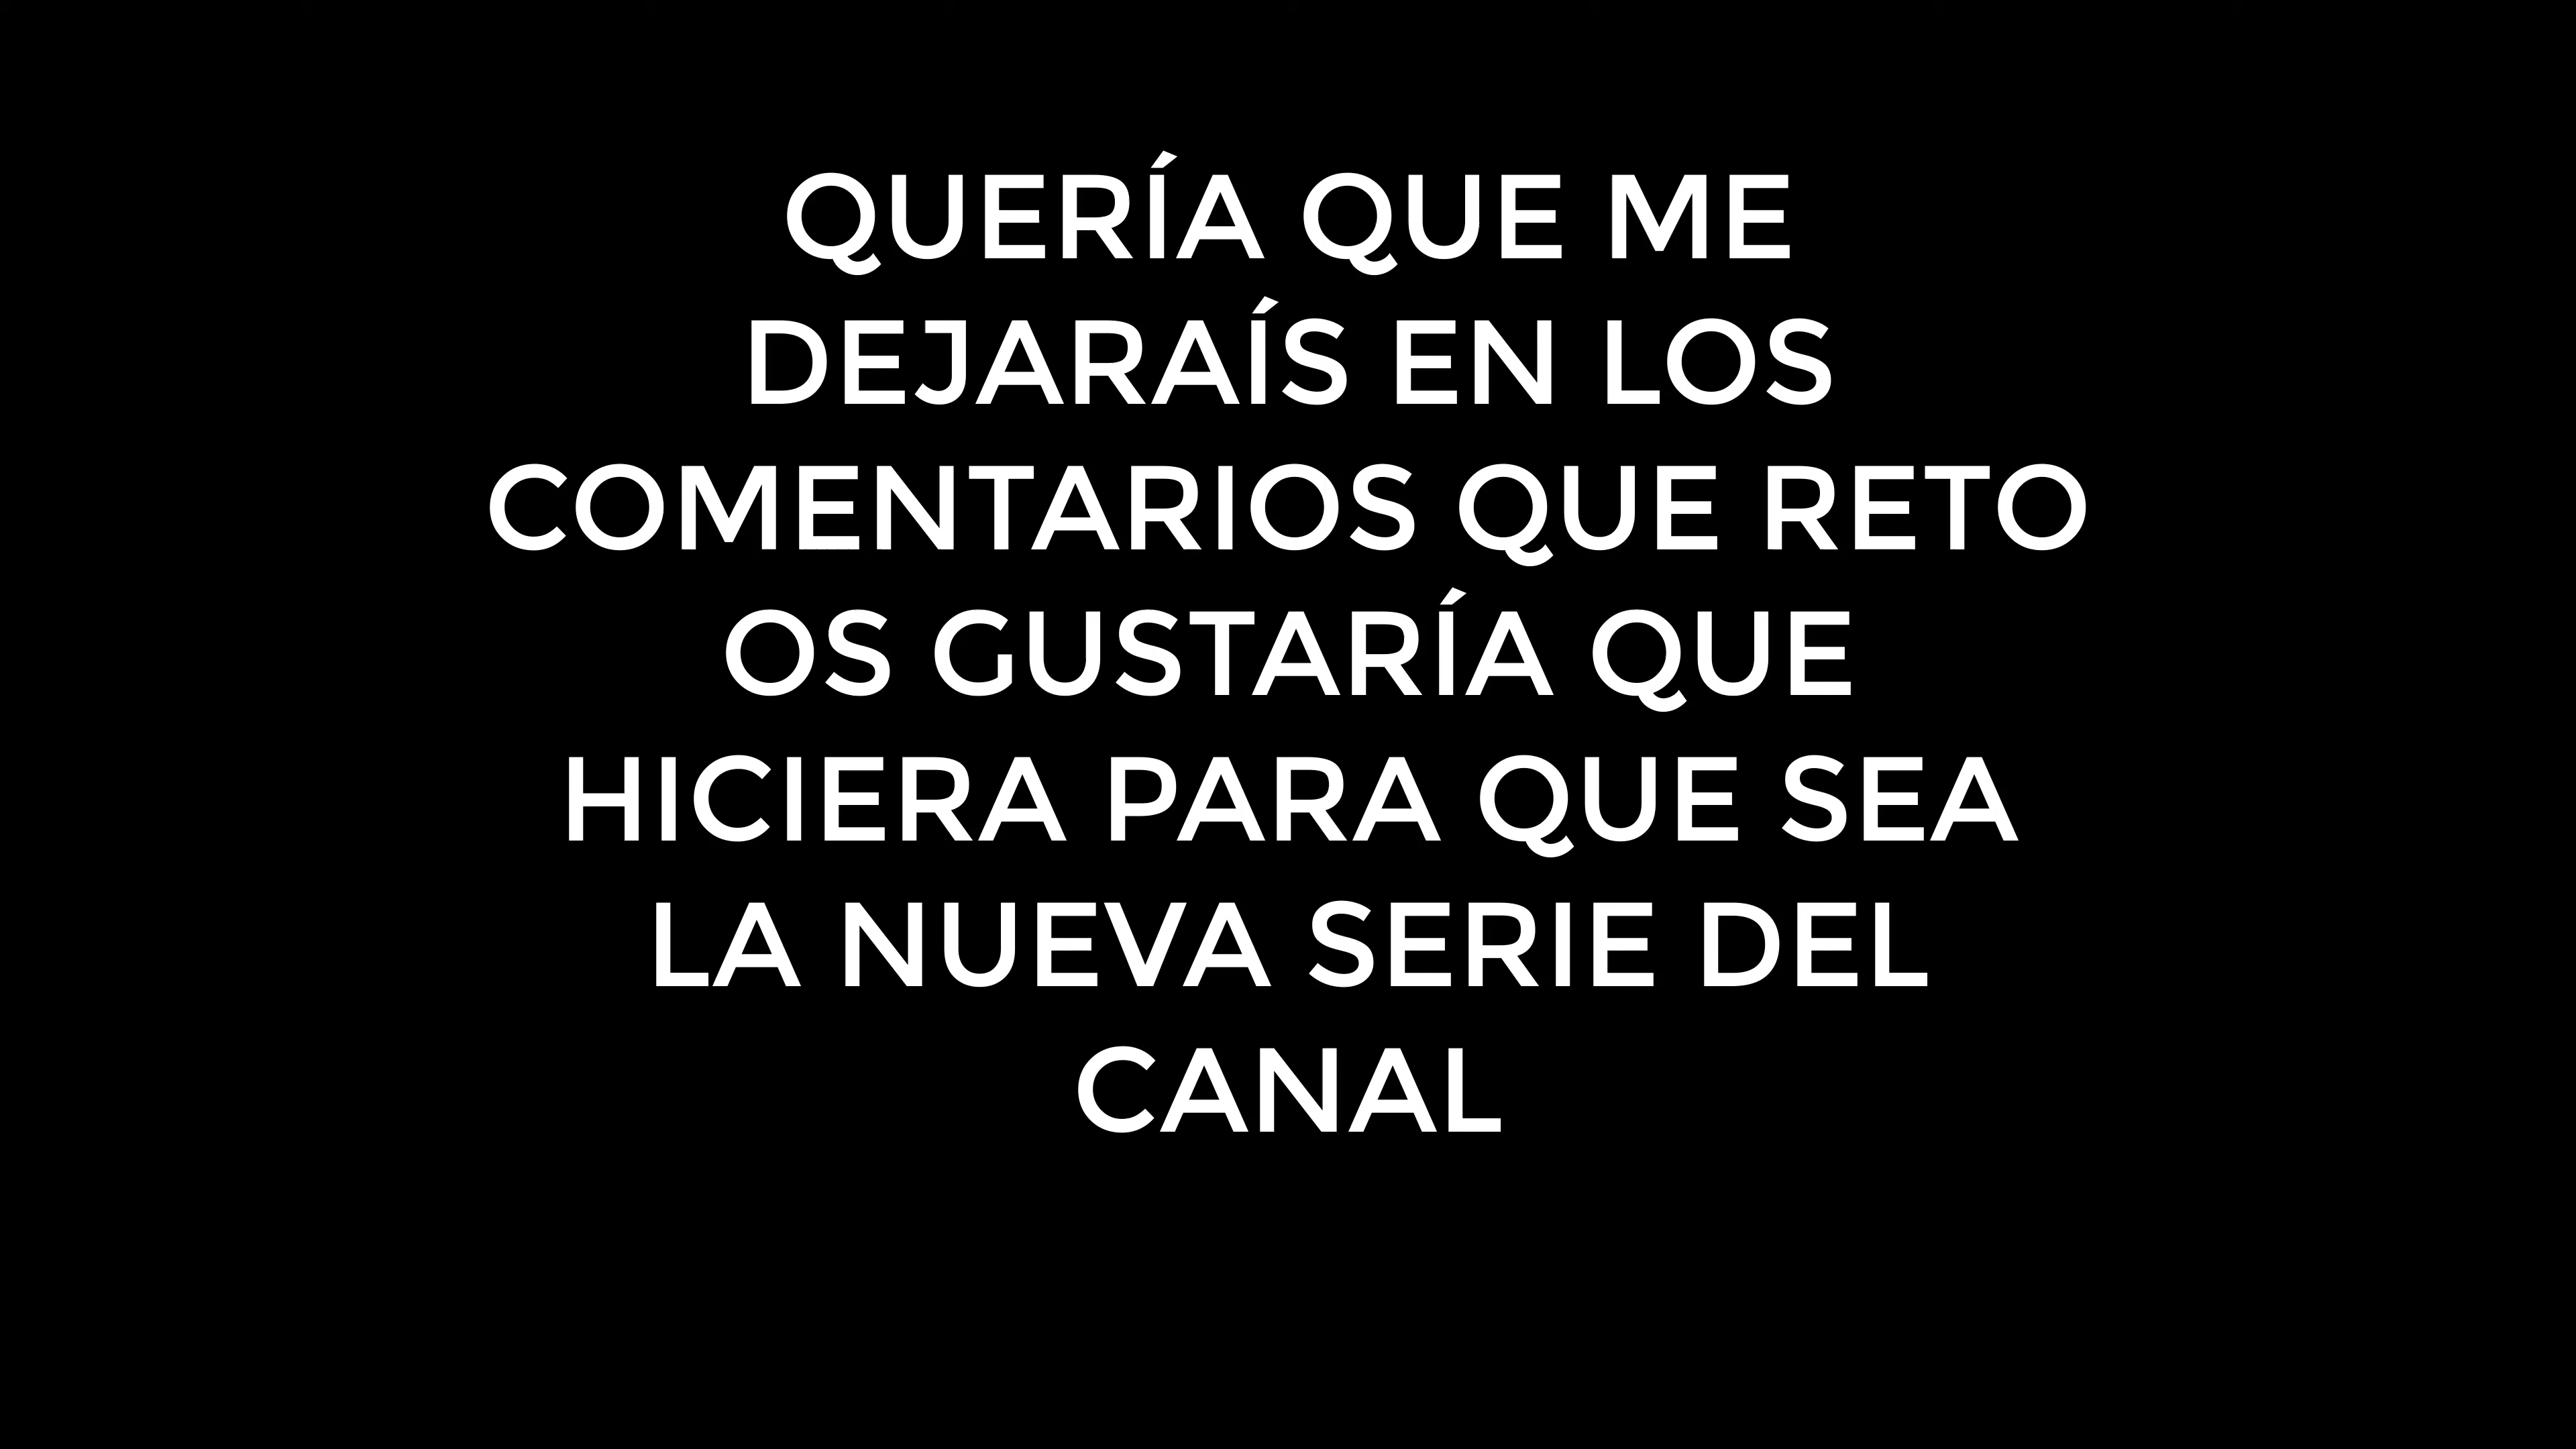 QUERÍA QUE ME
DEJARAÍS EN LOS
COMENTARIOS QUE RETO
OS GUSTARÍA QUE
HICIERA PARA QUE SEA
LA NUEVA SERIE DEL
CANAL